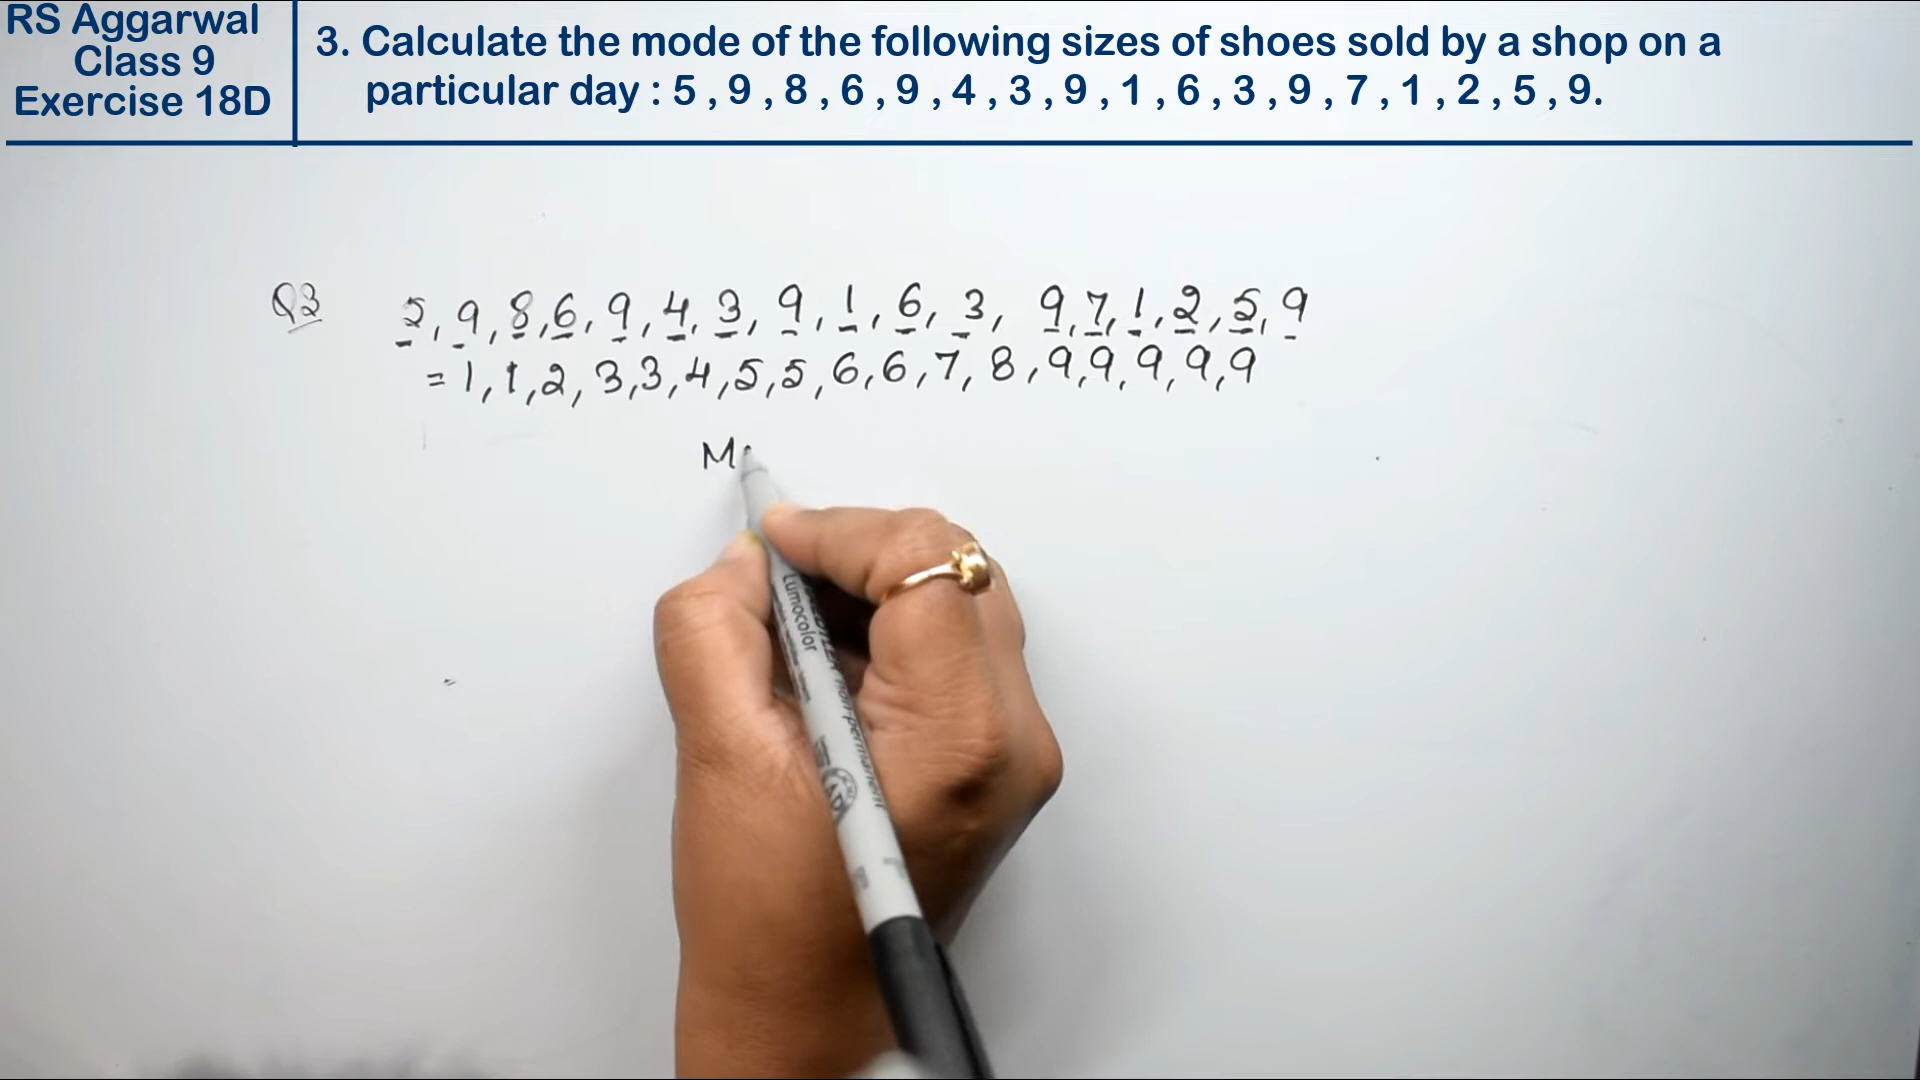 RS Aggarwal
Class 9
Exercise 18D
3. Calculate the mode of the following sizes of shoes sold by a shop on a
particular day : 5 , 9 , 8 , 6 , 9 , 4 , 3 , 9 , 1 , 6 , 3 , 9 , 7 , 1 , 2 , 5 , 9.
Q3 5, 9, 8, 6, 9, 4, 3, 9, 1, 6, 3, 9, 7, 1, 2, 5, 9
= 1, 1, 2, 3, 3, 4, 5, 5, 6, 6, 7, 8, 9, 9, 9, 9, 9
M
Lumocolor
non-permanent